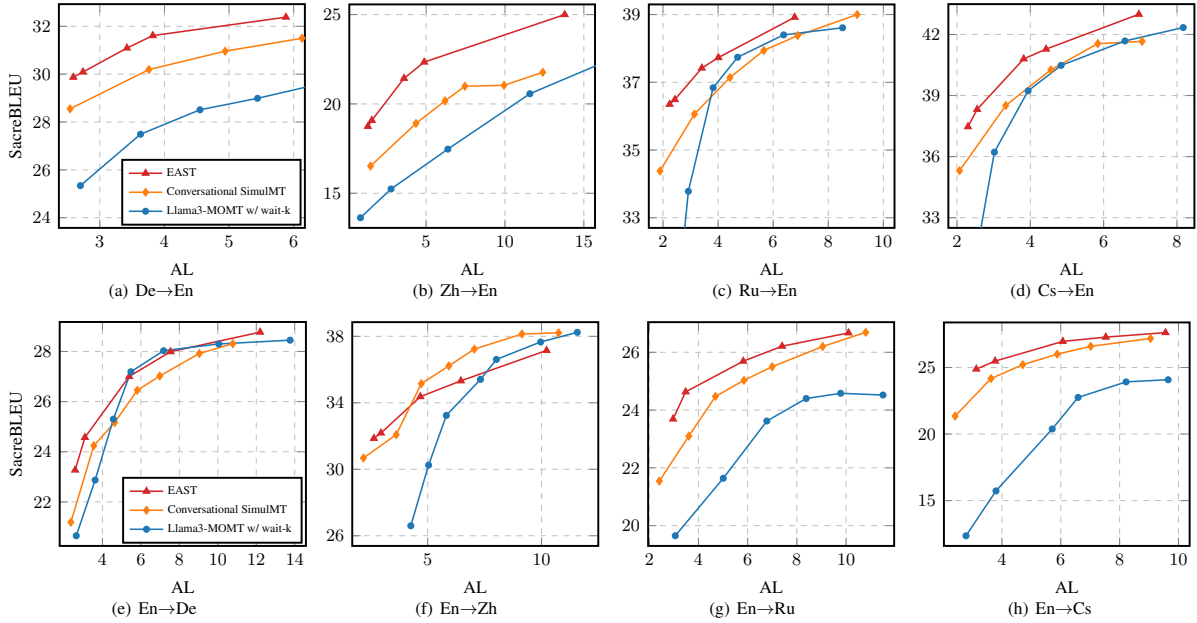 SacreBLEU
32
30
28
26
24
3
4
5
6
EAST
Conversational SimulMT
Llama3-MOMT w/ wait-k
AL
(a) De→En
25
20
15
0
5
10
15
AL
(b) Zh→En
39
37
35
33
2
4
6
8
10
AL
(c) Ru→En
42
39
36
33
2
4
6
8
AL
(d) Cs→En
SacreBLEU
28
26
24
22
4
6
8
10
12
14
EAST
Conversational SimulMT
Llama3-MOMT w/ wait-k
AL
(e) En→De
38
34
30
26
5
10
AL
(f) En→Zh
26
24
22
20
2
4
6
8
10
AL
(g) En→Ru
25
20
15
4
6
8
10
AL
(h) En→Cs